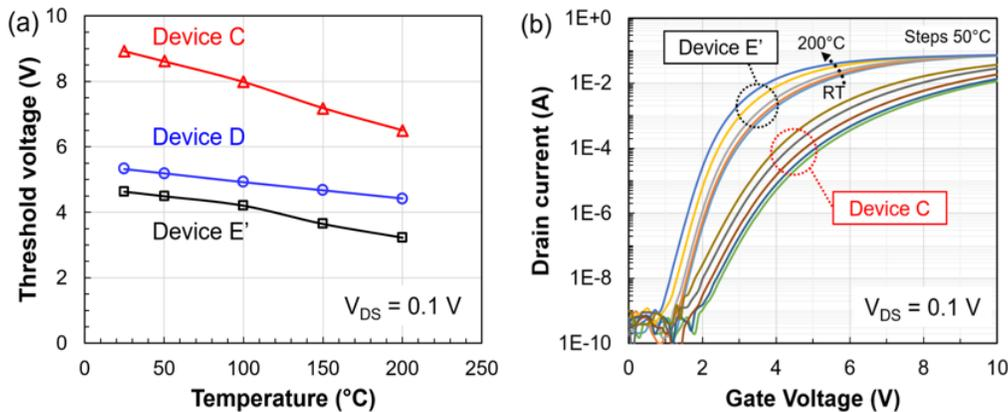 (a)
10
8
6
4
2
0
Threshold voltage (V)
Device C
Device D
Device E’
V_DS = 0.1 V
0 50 100 150 200 250
Temperature (°C)
(b)
1E+0
1E-2
1E-4
1E-6
1E-8
1E-10
Drain current (A)
Device E’
200°C
Steps 50°C
RT
Device C
V_DS = 0.1 V
0 2 4 6 8 10
Gate Voltage (V)